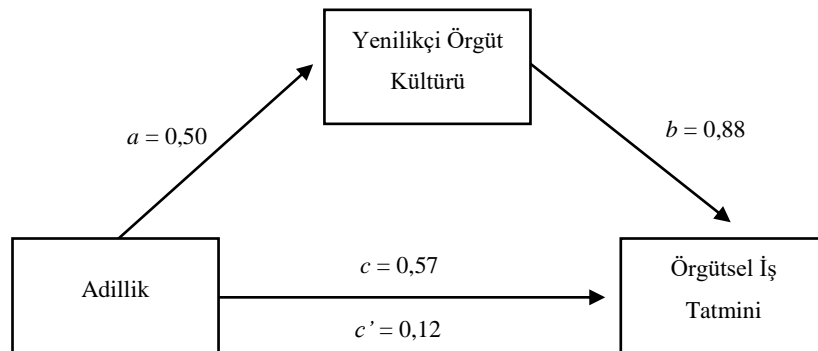 Yenilikçi Örgüt
Kültürü
a = 0,50
b = 0,88
Adillik
c = 0,57
c’ = 0,12
Örgütsel İş
Tatmini